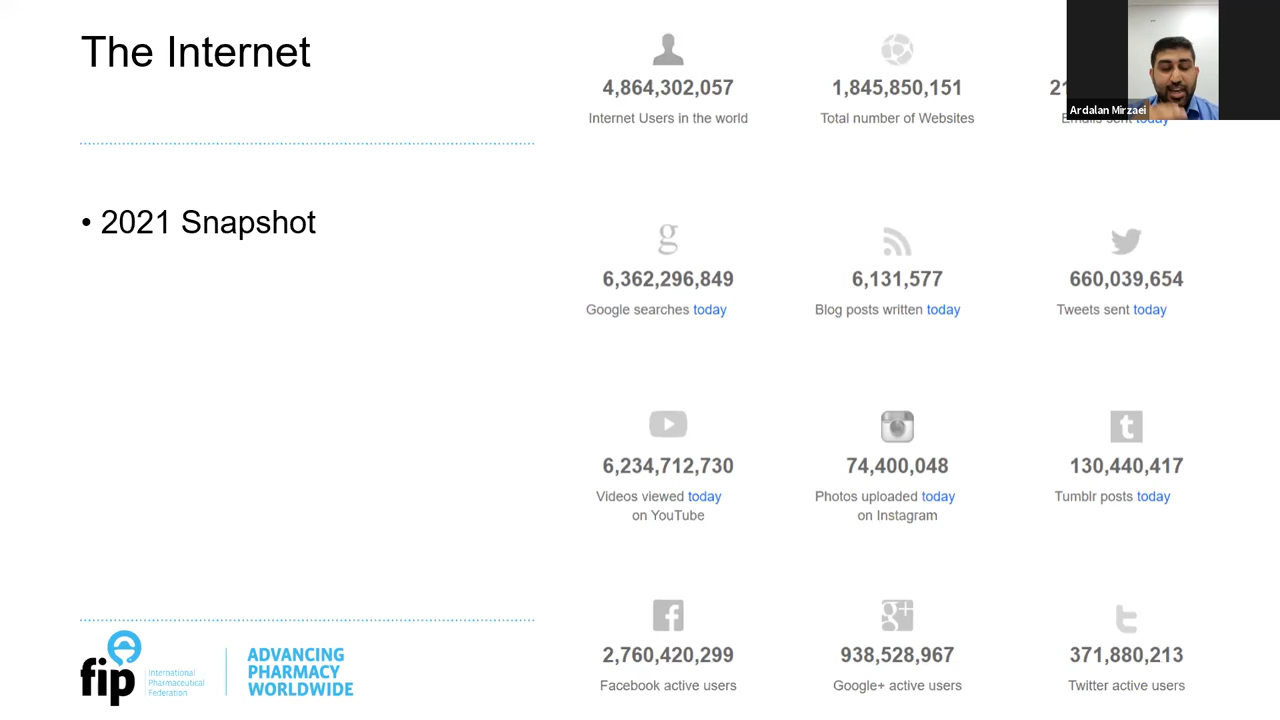 The Internet
4,864,302,057
Internet Users in the world
1,845,850,151
Total number of Websites
21
Emails sent today
Ardalan Mirzaei
• 2021 Snapshot
6,362,296,849
Google searches today
6,131,577
Blog posts written today
660,039,654
Tweets sent today
6,234,712,730
Videos viewed today
on YouTube
74,400,048
Photos uploaded today
on Instagram
130,440,417
Tumblr posts today
2,760,420,299
Facebook active users
938,528,967
Google+ active users
371,880,213
Twitter active users
fip
International
Pharmaceutical
Federation
ADVANCING
PHARMACY
WORLDWIDE